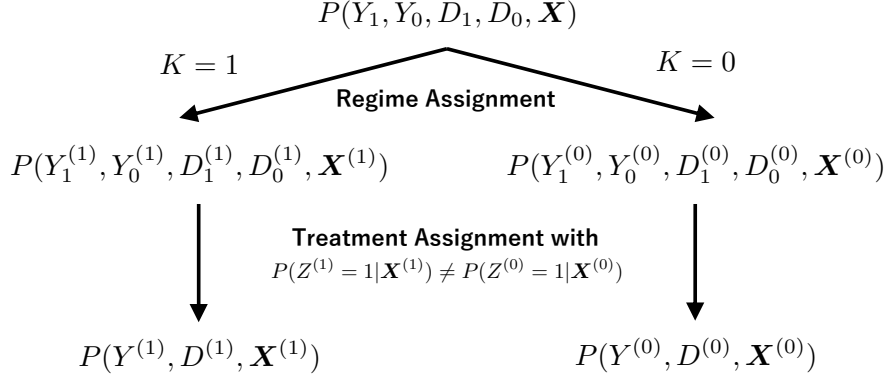 P(Y_1, Y_0, D_1, D_0, X)
K = 1
K = 0
Regime Assignment
P(Y_1^{(1)}, Y_0^{(1)}, D_1^{(1)}, D_0^{(1)}, X^{(1)})
P(Y_1^{(0)}, Y_0^{(0)}, D_1^{(0)}, D_0^{(0)}, X^{(0)})
Treatment Assignment with
P(Z^{(1)} = 1|X^{(1)}) ≠ P(Z^{(0)} = 1|X^{(0)})
P(Y^{(1)}, D^{(1)}, X^{(1)})
P(Y^{(0)}, D^{(0)}, X^{(0)})